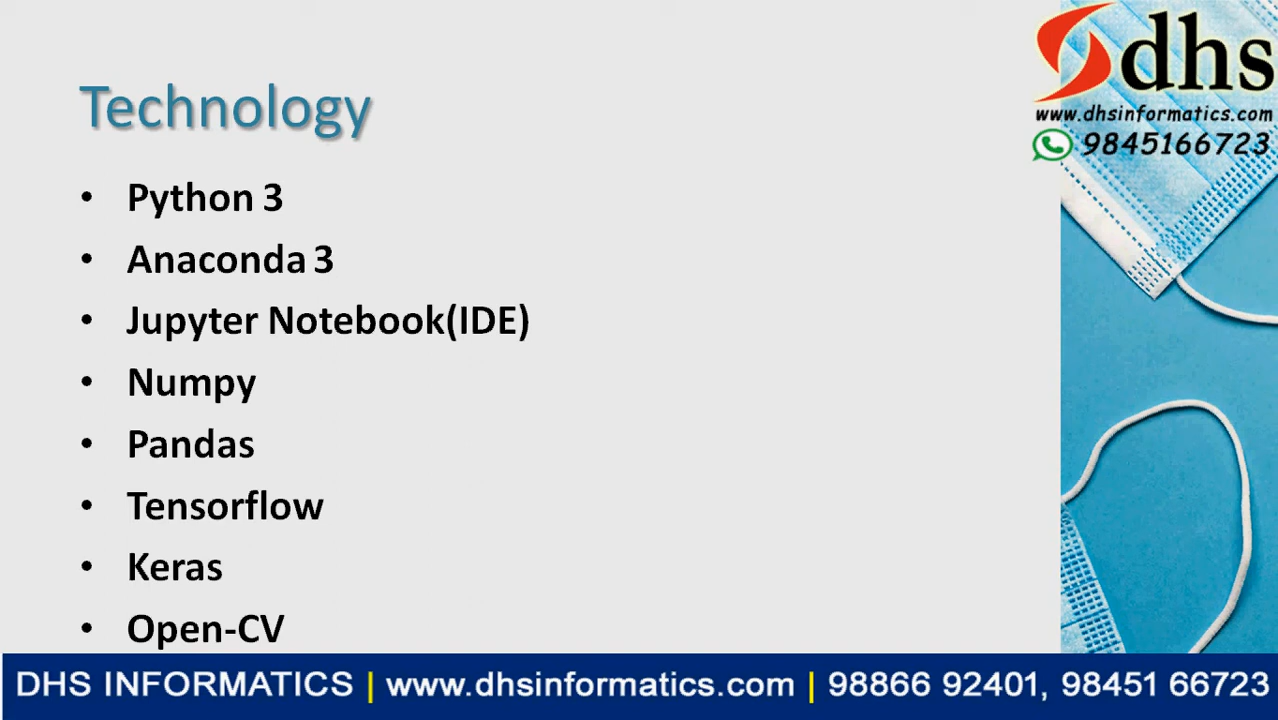 dhs
www.dhsinformatics.com
9845166723
Technology
• Python 3
• Anaconda 3
• Jupyter Notebook(IDE)
• Numpy
• Pandas
• Tensorflow
• Keras
• Open-CV
DHS INFORMATICS | www.dhsinformatics.com | 98866 92401, 98451 66723